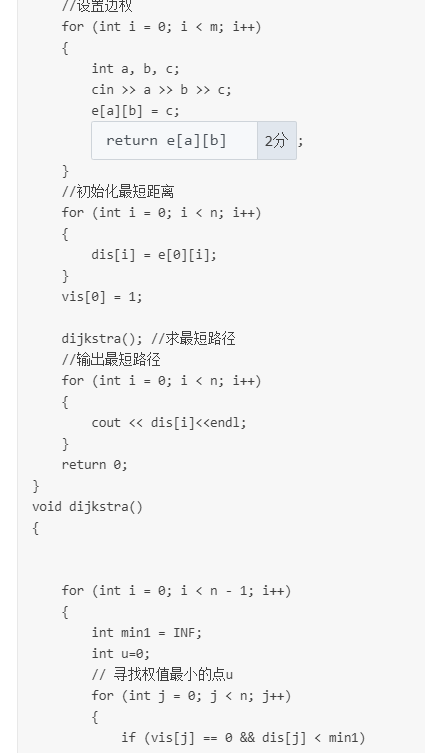 //设置边权
for (int i = 0; i < m; i++)
{
int a, b, c;
cin >> a >> b >> c;
e[a][b] = c;
return e[a][b] 2分 ;
}
//初始化最短距离
for (int i = 0; i < n; i++)
{
dis[i] = e[0][i];
}
vis[0] = 1;
dijkstra(); //求最短路径
//输出最短路径
for (int i = 0; i < n; i++)
{
cout << dis[i]<<endl;
}
return 0;
}
void dijkstra()
{
for (int i = 0; i < n - 1; i++)
{
int min1 = INF;
int u=0;
// 寻找权值最小的点u
for (int j = 0; j < n; j++)
{
if (vis[j] == 0 && dis[j] < min1)